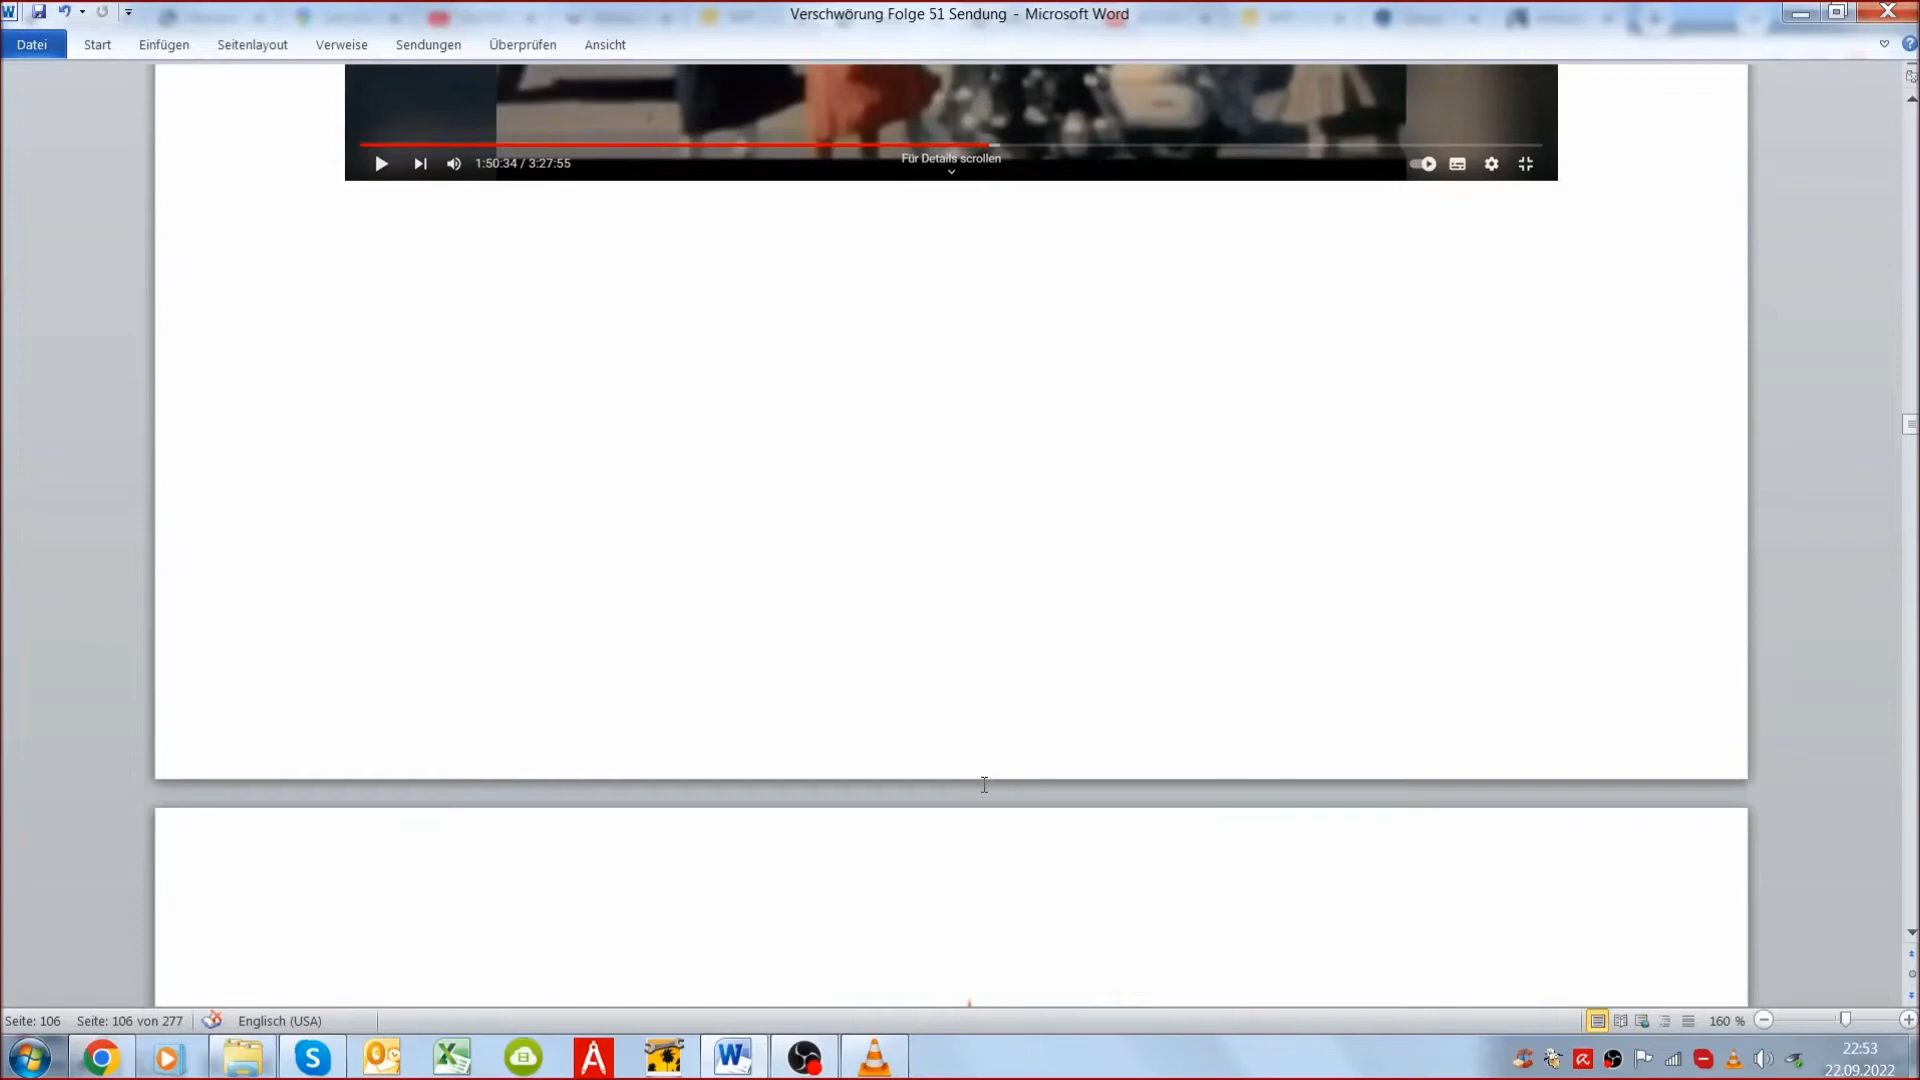 Verschwörung Folge 51 Sendung - Microsoft Word
Datei Start Einfügen Seitenlayout Verweise Sendungen Überprüfen Ansicht
Für Details scrollen
1:50:34 / 3:27:55
Seite: 106 Seite: 106 von 277 Englisch (USA) 160 %
22:53
22.09.2022